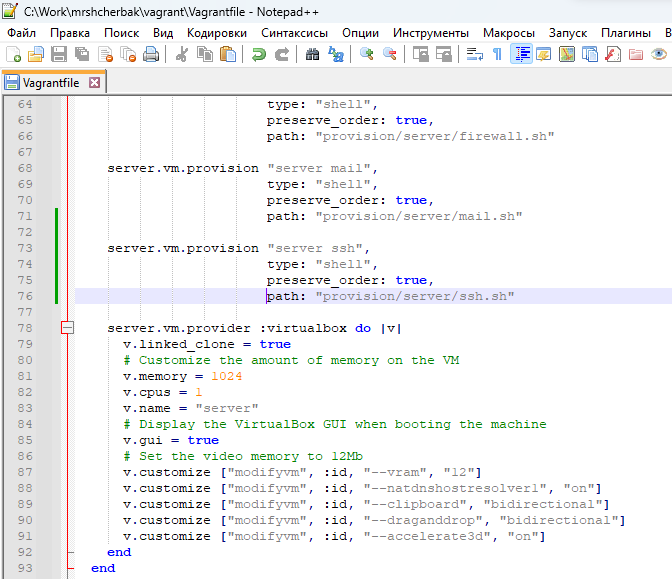 C:\Work\mrshcherbak\vagrant\Vagrantfile - Notepad++
Файл Правка Поиск Вид Кодировки Синтаксисы Опции Инструменты Макросы Запуск Плагины В
Vagrantfile
64 type: "shell",
65 preserve_order: true,
66 path: "provision/server/firewall.sh"
67
68 server.vm.provision "server mail",
69 type: "shell",
70 preserve_order: true,
71 path: "provision/server/mail.sh"
72
73 server.vm.provision "server ssh",
74 type: "shell",
75 preserve_order: true,
76 path: "provision/server/ssh.sh"
77
78 server.vm.provider :virtualbox do |v|
79 v.linked_clone = true
80 # Customize the amount of memory on the VM
81 v.memory = 1024
82 v.cpus = 1
83 v.name = "server"
84 # Display the VirtualBox GUI when booting the machine
85 v.gui = true
86 # Set the video memory to 12Mb
87 v.customize ["modifyvm", :id, "--vram", "12"]
88 v.customize ["modifyvm", :id, "--natdnshostresolver1", "on"]
89 v.customize ["modifyvm", :id, "--clipboard", "bidirectional"]
90 v.customize ["modifyvm", :id, "--draganddrop", "bidirectional"]
91 v.customize ["modifyvm", :id, "--accelerate3d", "on"]
92 end
93 end